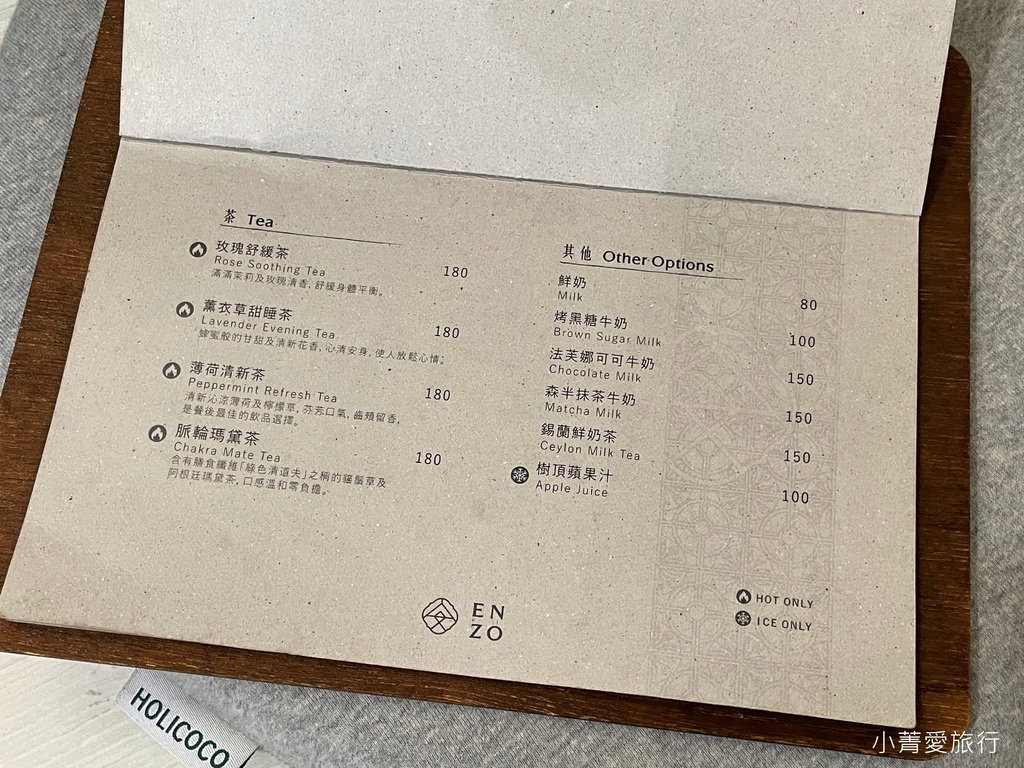 茶 Tea
玫瑰舒緩茶
Rose Soothing Tea 180
滿滿茉莉及玫瑰清香, 舒緩身體平衡。
薰衣草甜睡茶
Lavender Evening Tea 180
蜂蜜般的甘甜及清新花香, 心清安身, 使人放鬆心情。
薄荷清新茶
Peppermint Refresh Tea 180
清新沁涼薄荷及檸檬草, 芬芳口氣, 齒頰留香,
是餐後最佳的飲品選擇。
脈輪瑪黛茶
Chakra Mate Tea 180
含有膳食纖維「綠色清道夫」之稱的貓鬚草及
阿根廷瑪黛茶, 口感溫和零負擔。
其他 Other Options
鮮奶
Milk 80
烤黑糖牛奶
Brown Sugar Milk 100
法芙娜可可牛奶
Chocolate Milk 150
森半抹茶牛奶
Matcha Milk 150
錫蘭鮮奶茶
Ceylon Milk Tea 150
樹頂蘋果汁
Apple Juice 100
HOT ONLY
ICE ONLY
EN
ZO
HOLICOCO
小菁愛旅行